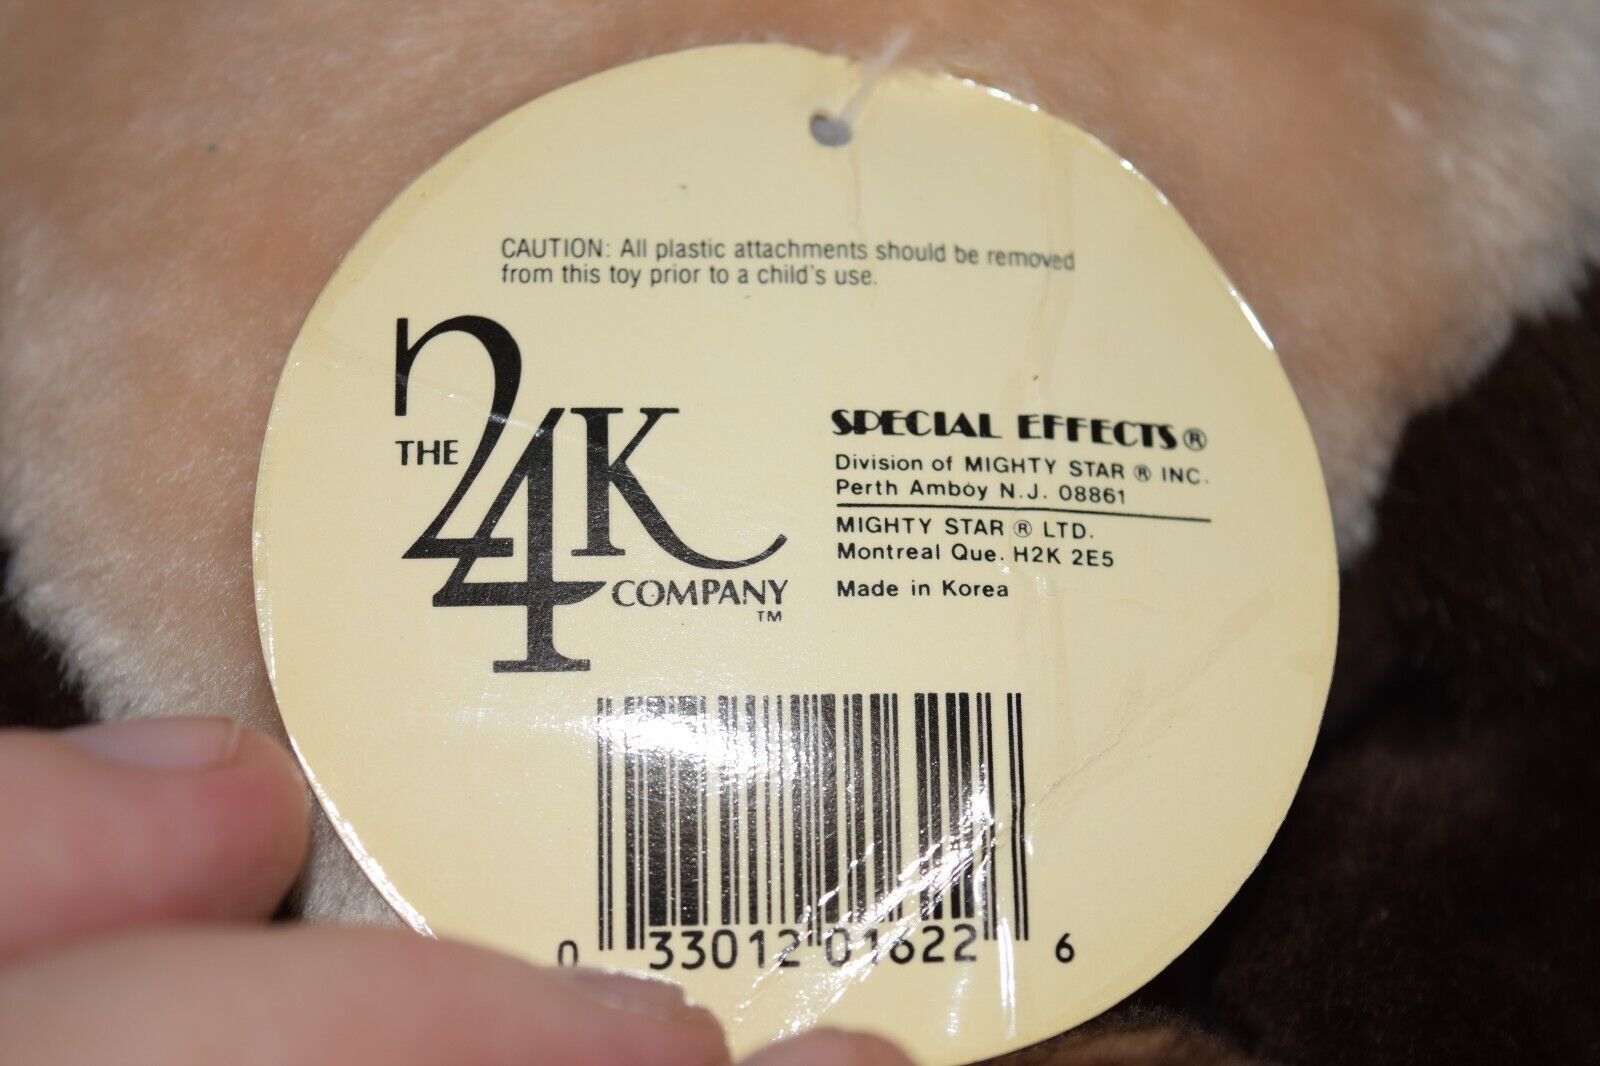 CAUTION: All plastic attachments should be removed
from this toy prior to a child's use.
THE 24K
COMPANY
TM
SPECIAL EFFECTS®
Division of MIGHTY STAR ® INC.
Perth Amboy N.J. 08861
MIGHTY STAR ® LTD.
Montreal Que. H2K 2E5
Made in Korea
0 33012 01622 6